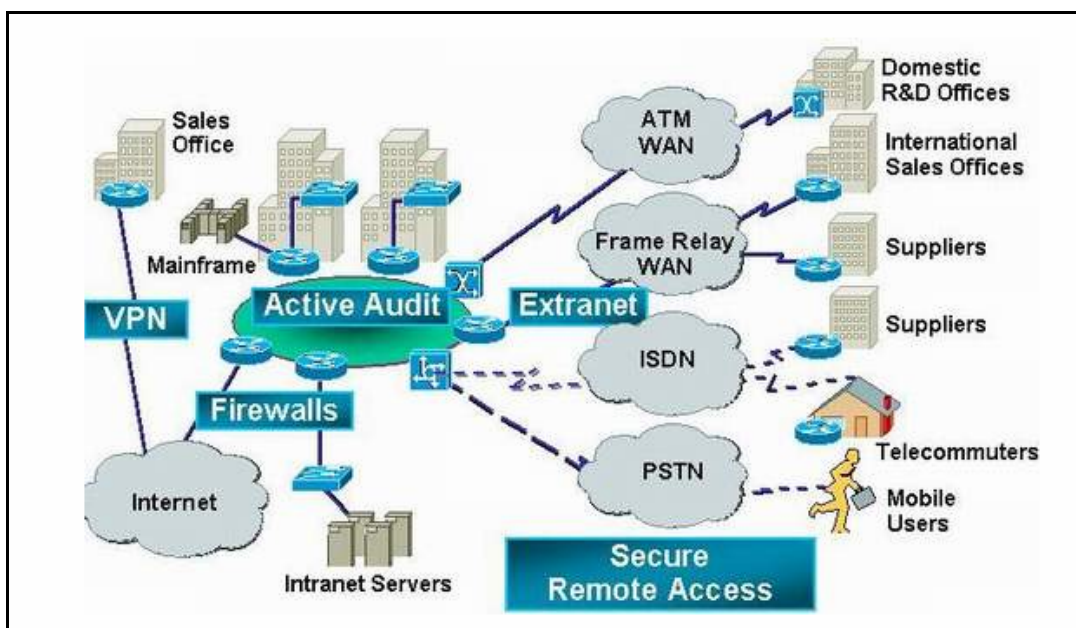 Sales
Office
Mainframe
VPN
Active Audit
Extranet
Firewalls
Internet
Intranet Servers
ATM
WAN
Frame Relay
WAN
ISDN
PSTN
Domestic
R&D Offices
International
Sales Offices
Suppliers
Suppliers
Telecommuters
Mobile
Users
Secure
Remote Access